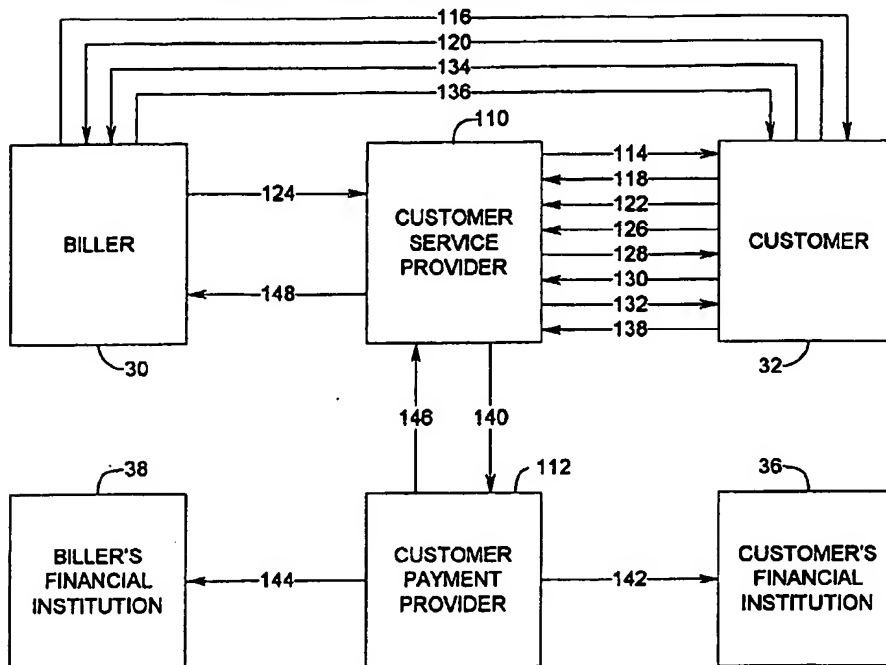 116
120
134
136
110
BILLER
124
148
30
CUSTOMER
SERVICE
PROVIDER
114
118
122
126
128
130
132
138
CUSTOMER
32
146
140
38
112
36
BILLER'S
FINANCIAL
INSTITUTION
144
CUSTOMER
PAYMENT
PROVIDER
142
CUSTOMER'S
FINANCIAL
INSTITUTION